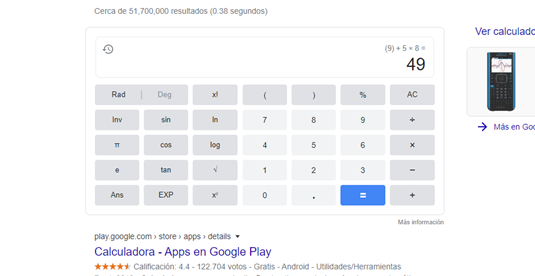 Cerca de 51,700,000 resultados (0.38 segundos)
Ver calculado
(9) + 5 × 8 =
49
Rad | Deg x! ( ) % AC
Inv sin ln 7 8 9 ÷
π cos log 4 5 6 ×
e tan √ 1 2 3 −
Ans EXP xʸ 0 . = +
Más en Goo
Más información
play.google.com › store › apps › details ▼
Calculadora - Apps en Google Play
Calificación: 4.4 - 122.704 votos - Gratis - Android - Utilidades/Herramientas